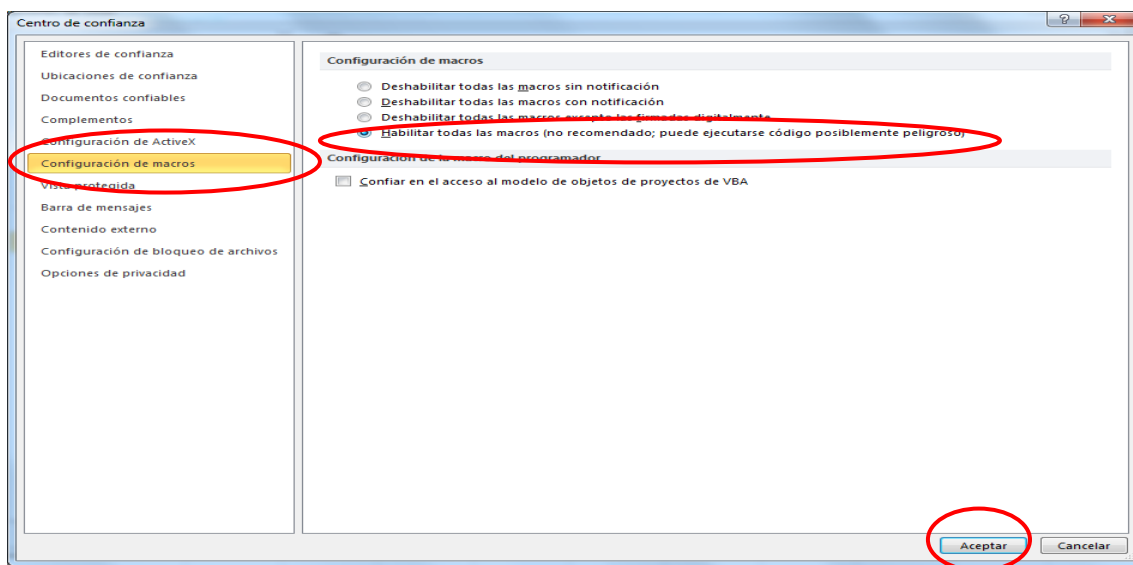 Centro de confianza
?
Editores de confianza
Ubicaciones de confianza
Documentos confiables
Complementos
Configuración de ActiveX
Configuración de macros
Vista protegida
Barra de mensajes
Contenido externo
Configuración de bloqueo de archivos
Opciones de privacidad
Configuración de macros
Deshabilitar todas las macros sin notificación
Deshabilitar todas las macros con notificación
Deshabilitar todas las macros excepto las firmadas digitalmente
Habilitar todas las macros (no recomendado; puede ejecutarse código posiblemente peligroso)
Configuración de la macro del programador
Confiar en el acceso al modelo de objetos de proyectos de VBA
Aceptar
Cancelar